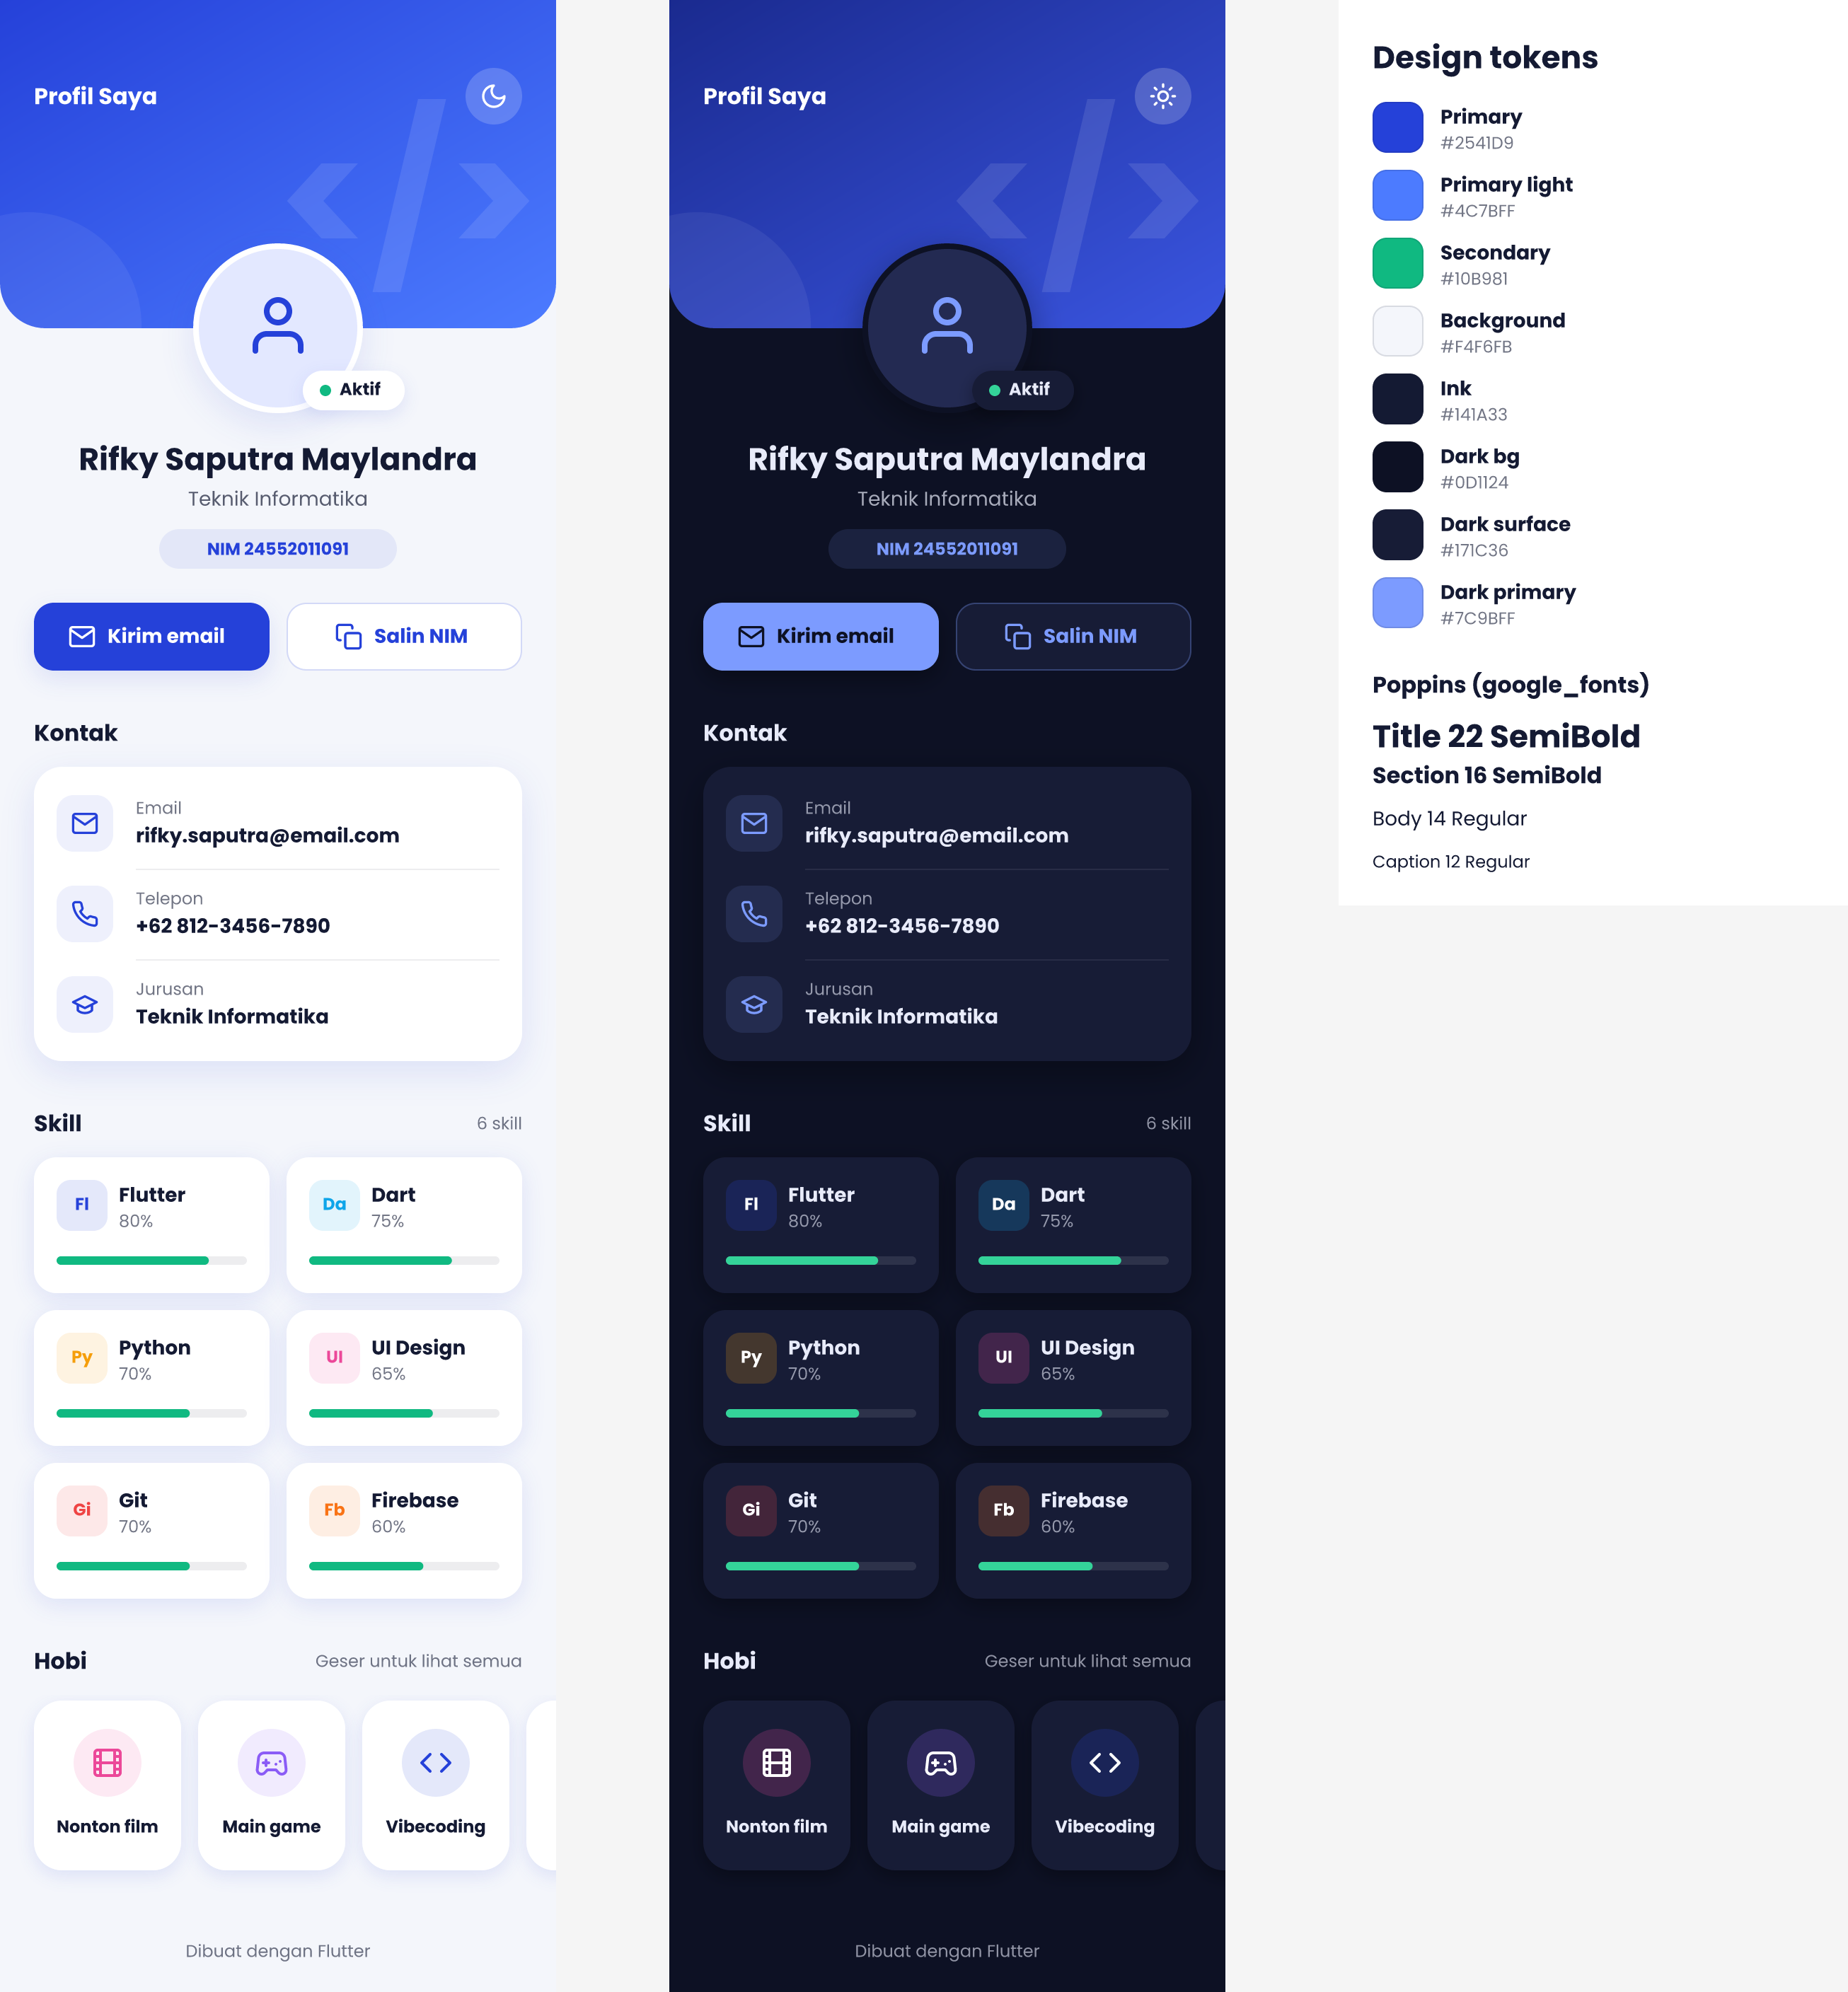 Profil Saya
</>
Aktif
Rifky Saputra Maylandra
Teknik Informatika
NIM 24552011091
Kirim email
Salin NIM
Kontak
Email
rifky.saputra@email.com
Telepon
+62 812-3456-7890
Jurusan
Teknik Informatika
Skill
6 skill
Fl
Flutter
80%
Da
Dart
75%
Py
Python
70%
UI
UI Design
65%
Gi
Git
70%
Fb
Firebase
60%
Hobi
Geser untuk lihat semua
Nonton film
Main game
Vibecoding
Dibuat dengan Flutter
Profil Saya
</>
Aktif
Rifky Saputra Maylandra
Teknik Informatika
NIM 24552011091
Kirim email
Salin NIM
Kontak
Email
rifky.saputra@email.com
Telepon
+62 812-3456-7890
Jurusan
Teknik Informatika
Skill
6 skill
Fl
Flutter
80%
Da
Dart
75%
Py
Python
70%
UI
UI Design
65%
Gi
Git
70%
Fb
Firebase
60%
Hobi
Geser untuk lihat semua
Nonton film
Main game
Vibecoding
Dibuat dengan Flutter
Design tokens
Primary
#2541D9
Primary light
#4C7BFF
Secondary
#10B981
Background
#F4F6FB
Ink
#141A33
Dark bg
#0D1124
Dark surface
#171C36
Dark primary
#7C9BFF
Poppins (google_fonts)
Title 22 SemiBold
Section 16 SemiBold
Body 14 Regular
Caption 12 Regular